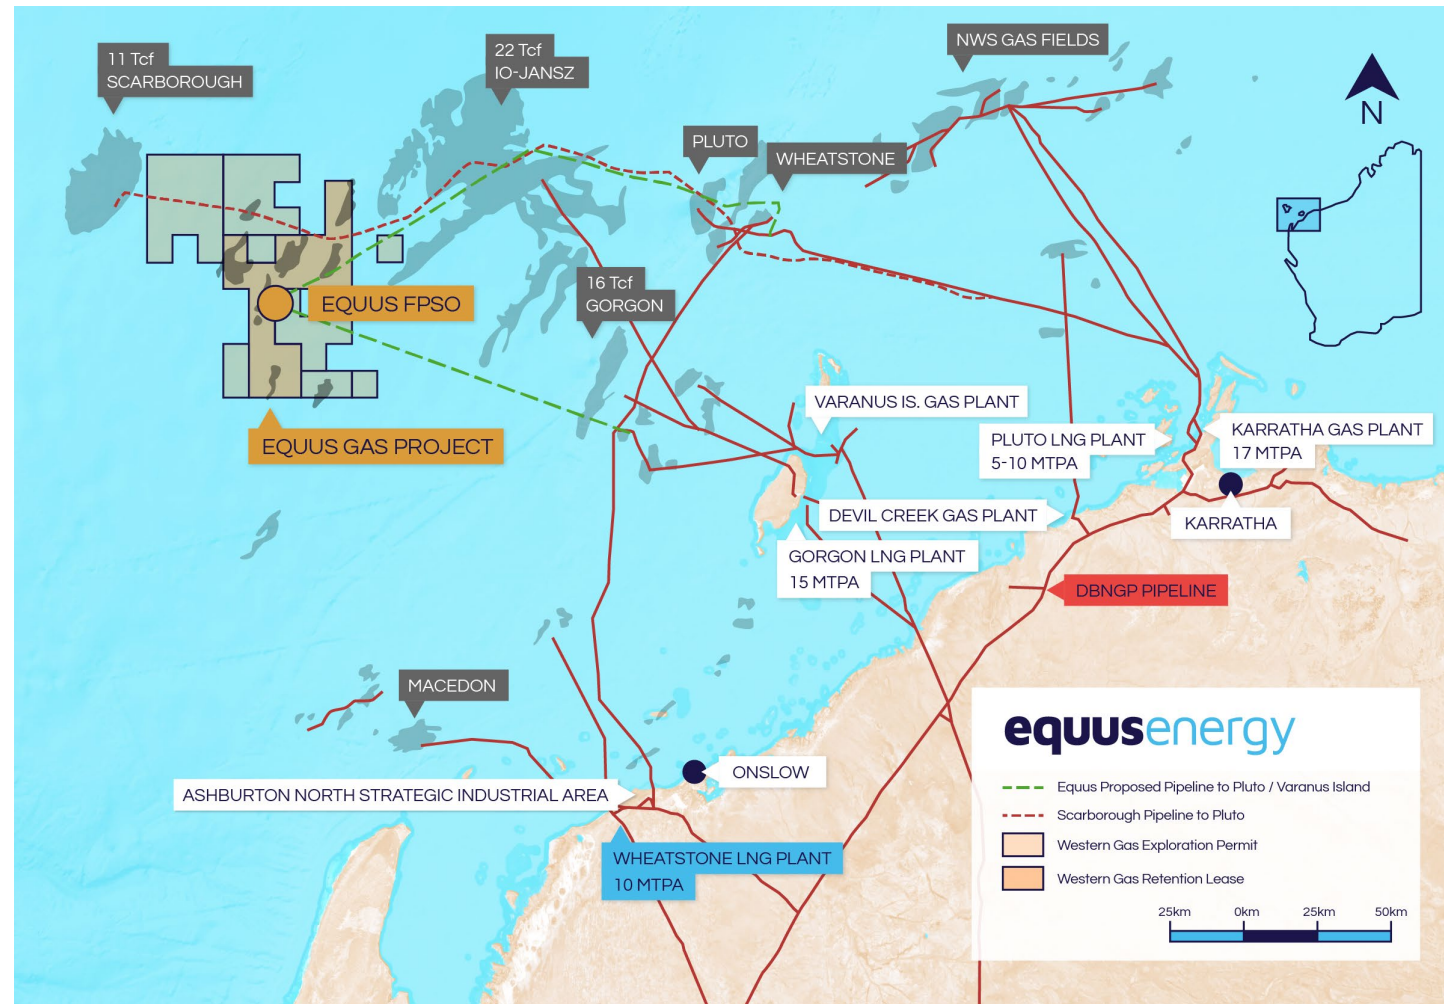 11 Tcf
SCARBOROUGH
22 Tcf
IO-JANSZ
NWS GAS FIELDS
N
PLUTO
WHEATSTONE
16 Tcf
GORGON
EQUUS FPSO
EQUUS GAS PROJECT
VARANUS IS. GAS PLANT
PLUTO LNG PLANT
5-10 MTPA
KARRATHA GAS PLANT
17 MTPA
DEVIL CREEK GAS PLANT
KARRATHA
GORGON LNG PLANT
15 MTPA
DBNGP PIPELINE
MACEDON
ONSLOW
ASHBURTON NORTH STRATEGIC INDUSTRIAL AREA
WHEATSTONE LNG PLANT
10 MTPA
equusenergy
Equus Proposed Pipeline to Pluto / Varanus Island
Scarborough Pipeline to Pluto
Western Gas Exploration Permit
Western Gas Retention Lease
25km 0km 25km 50km